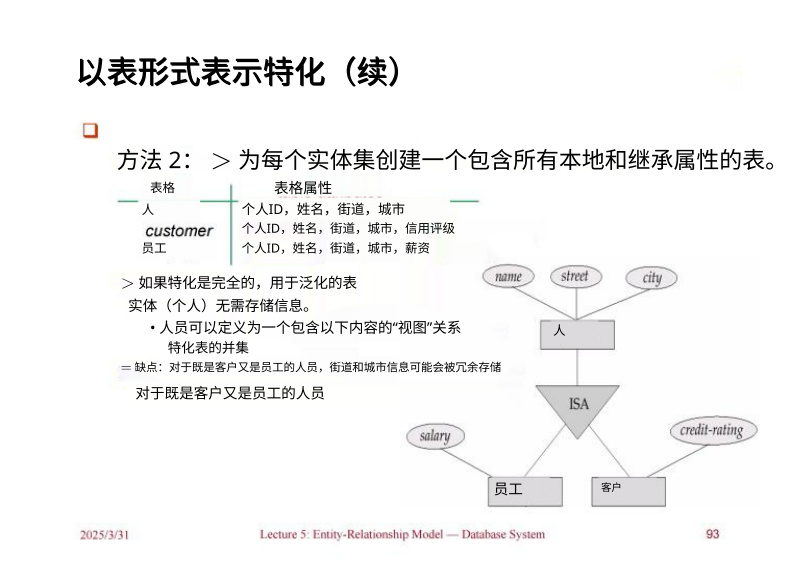 以表形式表示特化（续）
方法 2： ＞ 为每个实体集创建一个包含所有本地和继承属性的表。
表格 表格属性
人 个人ID，姓名，街道，城市
customer 个人ID，姓名，街道，城市，信用评级
员工 个人ID，姓名，街道，城市，薪资
＞ 如果特化是完全的，用于泛化的表
实体（个人）无需存储信息。
• 人员可以定义为一个包含以下内容的“视图”关系
特化表的并集
= 缺点：对于既是客户又是员工的人员，街道和城市信息可能会被冗余存储
对于既是客户又是员工的人员
name street city
人
ISA
salary credit-rating
员工 客户
2025/3/31 Lecture 5: Entity-Relationship Model — Database System 93